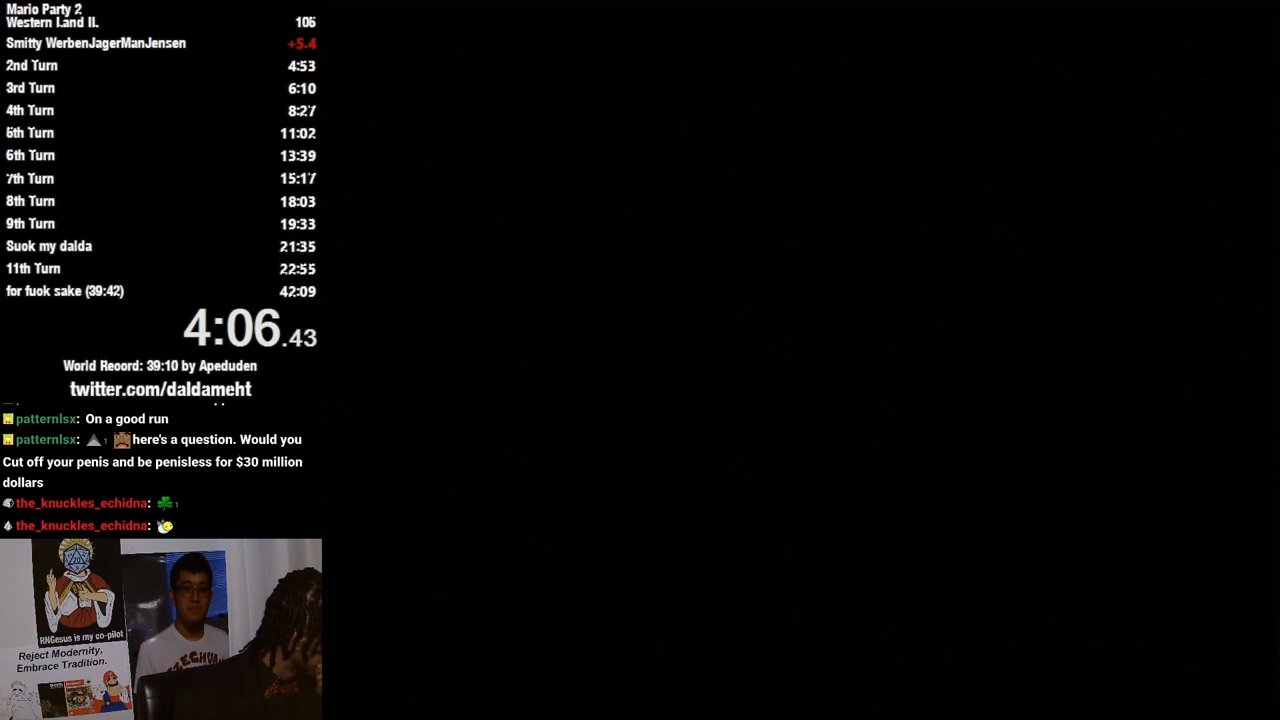 Mario Party 2
Western Land II.
106
Smitty WerbenJagerManJensen +5.4
2nd Turn 4:53
3rd Turn 6:10
4th Turn 8:27
5th Turn 11:02
6th Turn 13:39
7th Turn 15:17
8th Turn 18:03
9th Turn 19:33
Suck my dalda 21:35
11th Turn 22:55
for fuck sake (39:42) 42:09
4:06.43
World Record: 39:10 by Apeduden
twitter.com/daldameht
patternlsx: On a good run
patternlsx: 1 here's a question. Would you
Cut off your penis and be penisless for $30 million
dollars
the_knuckles_echidna: 1
the_knuckles_echidna:
RNGesus is my co-pilot
Reject Modernity,
Embrace Tradition.